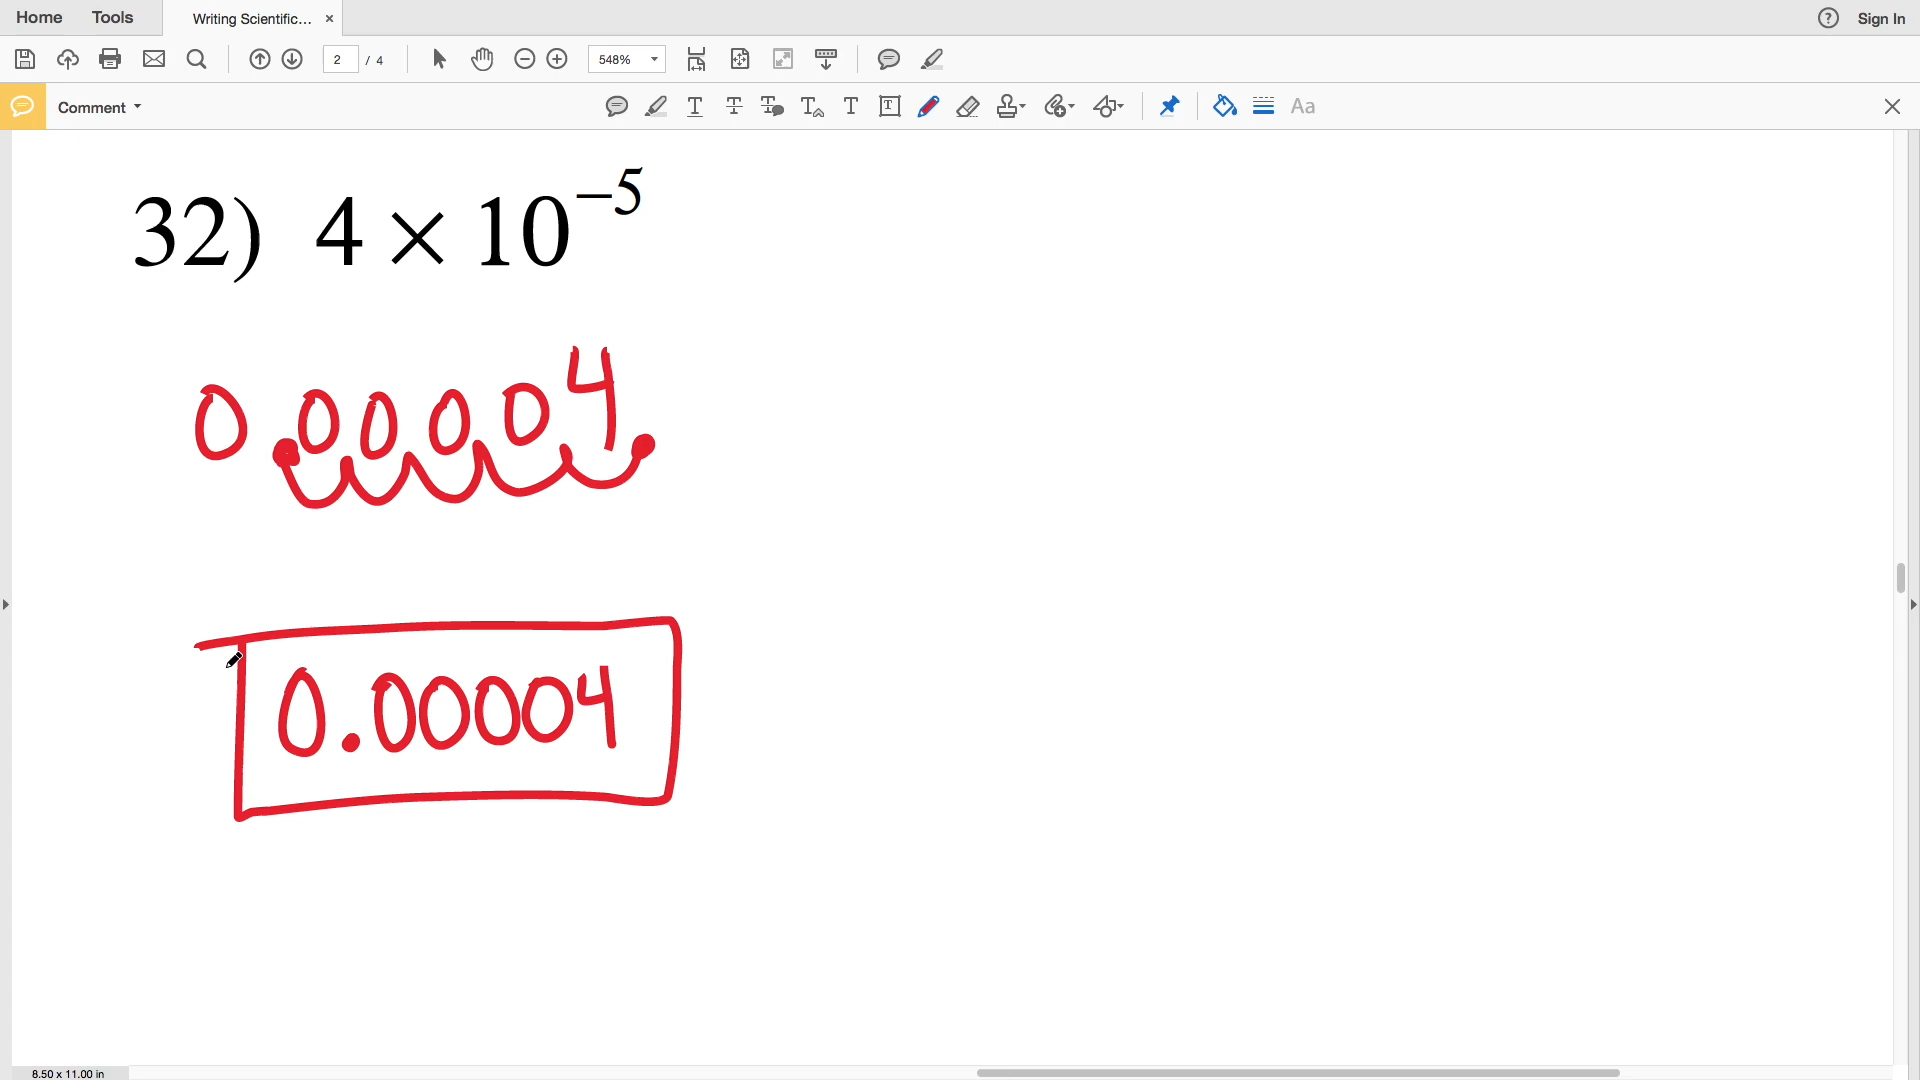 Home Tools Writing Scientific... × ? Sign In
2 / 4 548%
Comment T T T T T T Aa
32) 4 × 10⁻⁵
0.00004.
0.00004
8.50 x 11.00 in